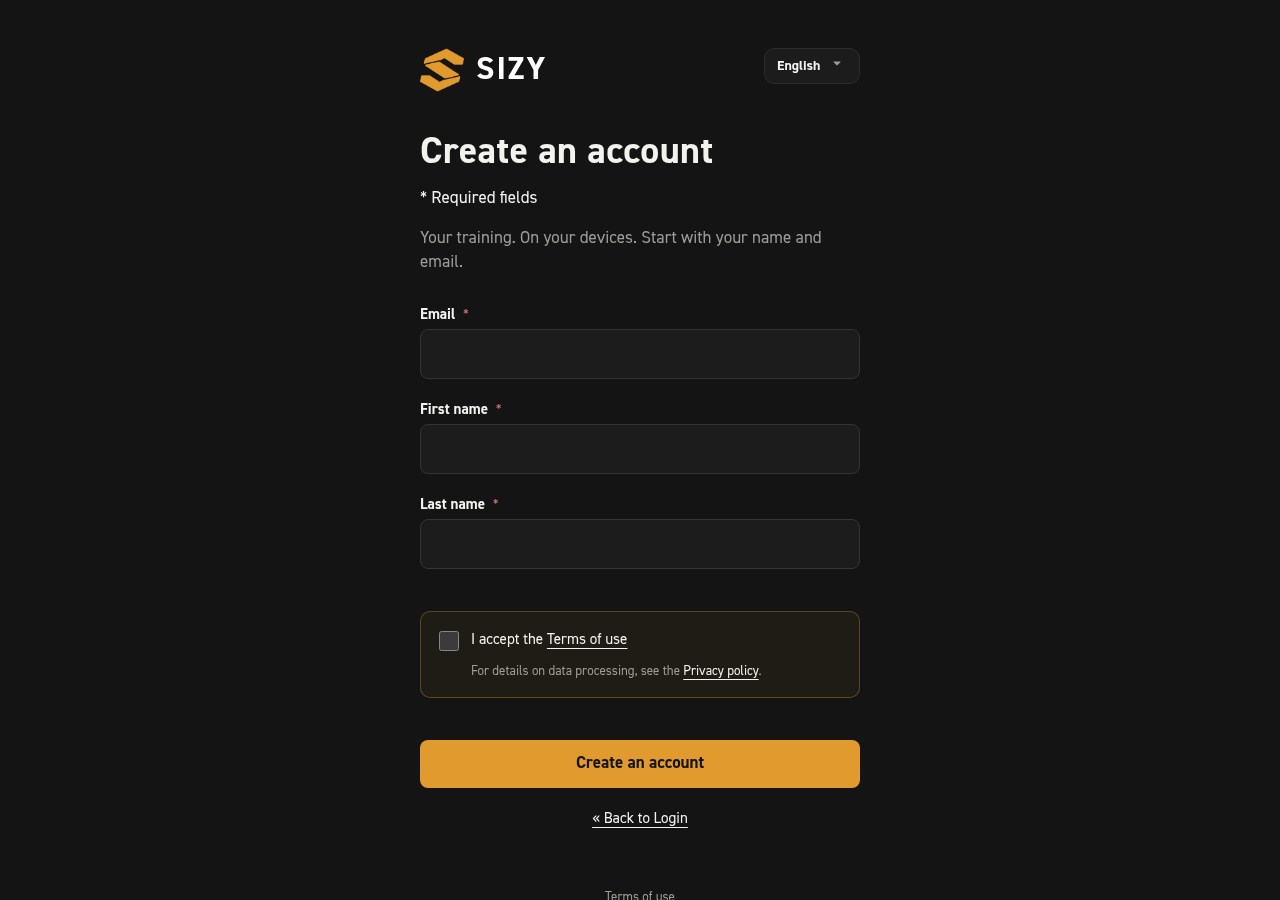 SIZY
English
Create an account
* Required fields
Your training. On your devices. Start with your name and
email.
Email *
First name *
Last name *
I accept the Terms of use
For details on data processing, see the Privacy policy.
Create an account
« Back to Login
Terms of use